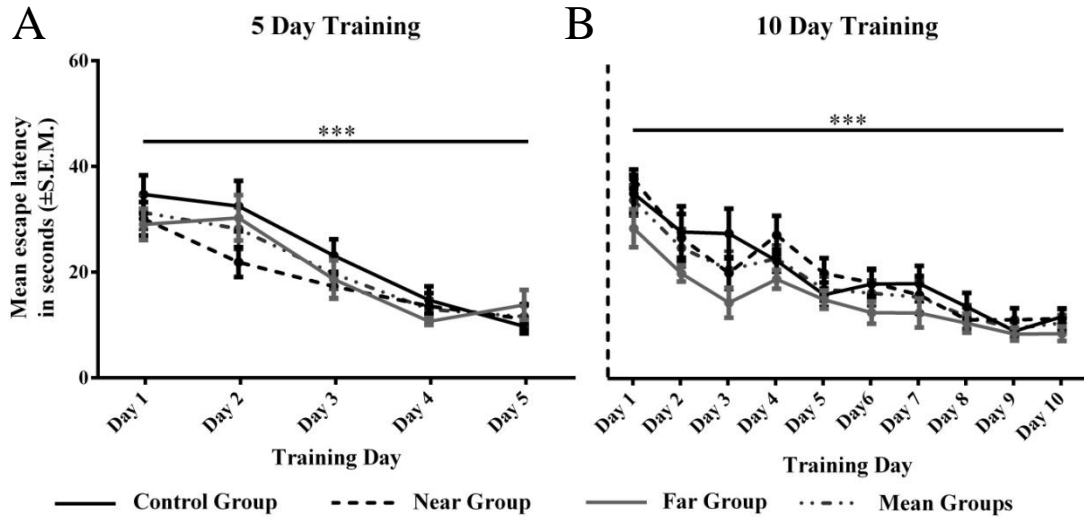 A 5 Day Training
B 10 Day Training
Mean escape latency
in seconds (±S.E.M.)
60
40
20
0
***
***
Day 1 Day 2 Day 3 Day 4 Day 5
Day 1 Day 2 Day 3 Day 4 Day 5 Day6 Day 7 Day 8 Day 9 Day 10
Training Day
Training Day
Control Group Near Group Far Group Mean Groups